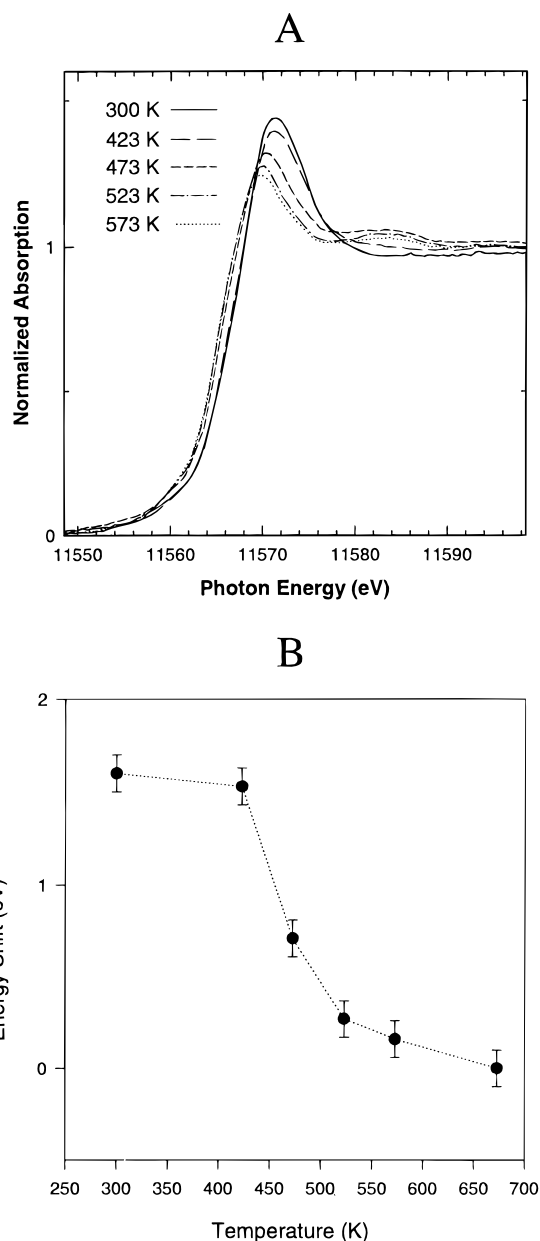 A
300 K
423 K
473 K
523 K
573 K
1
0
Normalized Absorption
11550 11560 11570 11580 11590
Photon Energy (eV)
B
2
1
0
250 300 350 400 450 500 550 600 650 700
Temperature (K)